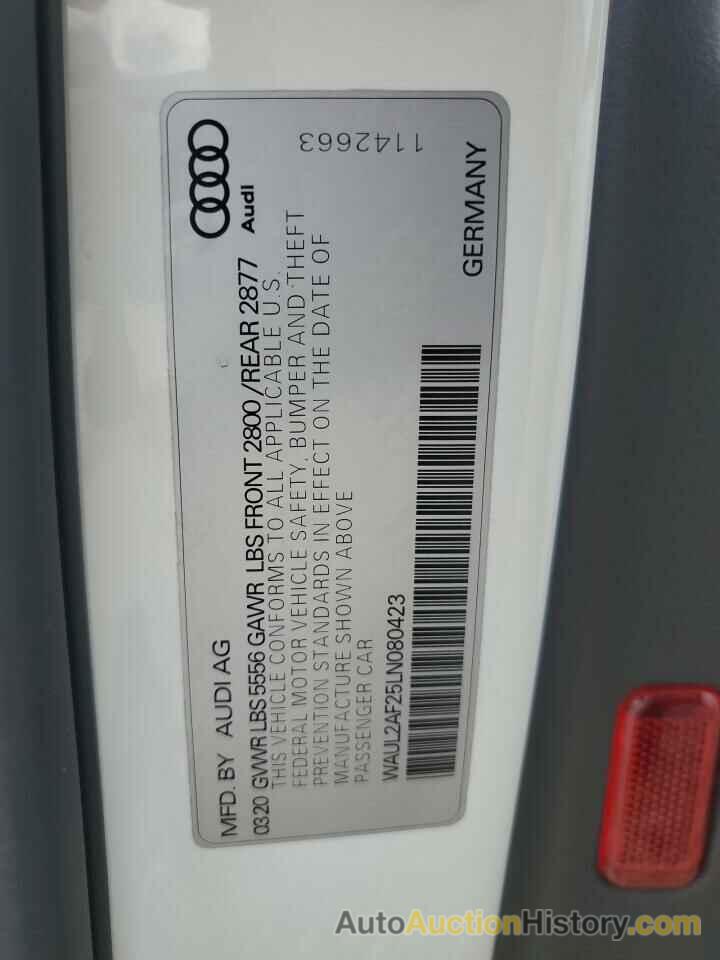 MFD. BY AUDI AG
0320 GVWR LBS 5556 GAWR LBS FRONT 2800 /REAR 2877
THIS VEHICLE CONFORMS TO ALL APPLICABLE U.S.
FEDERAL MOTOR VEHICLE SAFETY, BUMPER AND THEFT
PREVENTION STANDARDS IN EFFECT ON THE DATE OF
MANUFACTURE SHOWN ABOVE
PASSENGER CAR
WAUL2AF25LN080423
GERMANY
Audi
1142663
AutoAuctionHistory.com